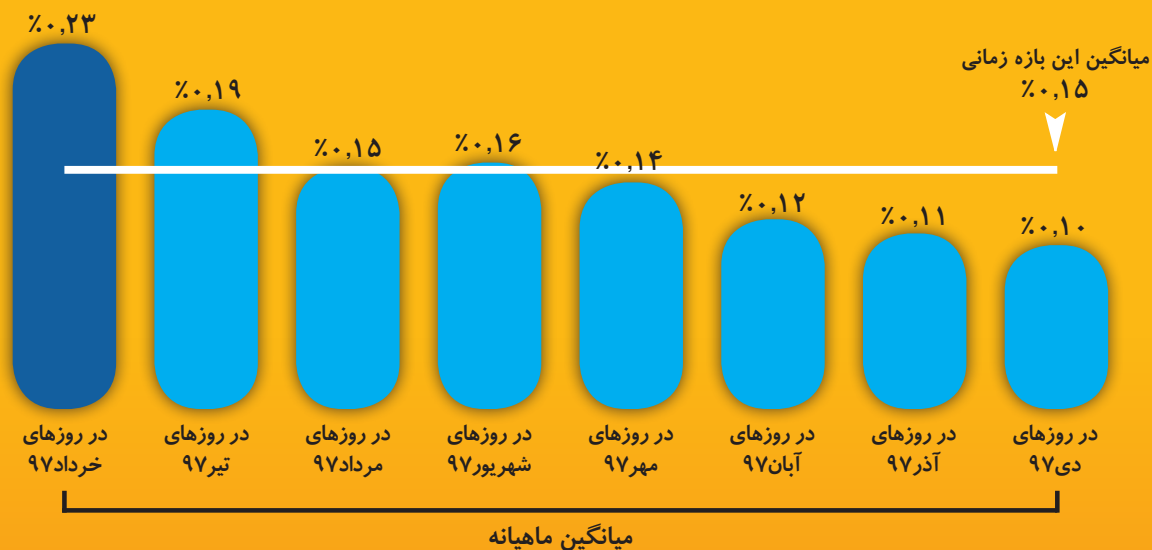 ٪۰,۲۳
٪۰,۱۹
٪۰,۱۵
٪۰,۱۶
٪۰,۱۴
٪۰,۱۲
٪۰,۱۱
٪۰,۱۰
میانگین این بازه زمانی
٪۰,۱۵
در روزهای
خرداد۹۷
در روزهای
تیر۹۷
در روزهای
مرداد۹۷
در روزهای
شهریور۹۷
در روزهای
مهر۹۷
در روزهای
آبان۹۷
در روزهای
آذر۹۷
در روزهای
دی۹۷
میانگین ماهیانه